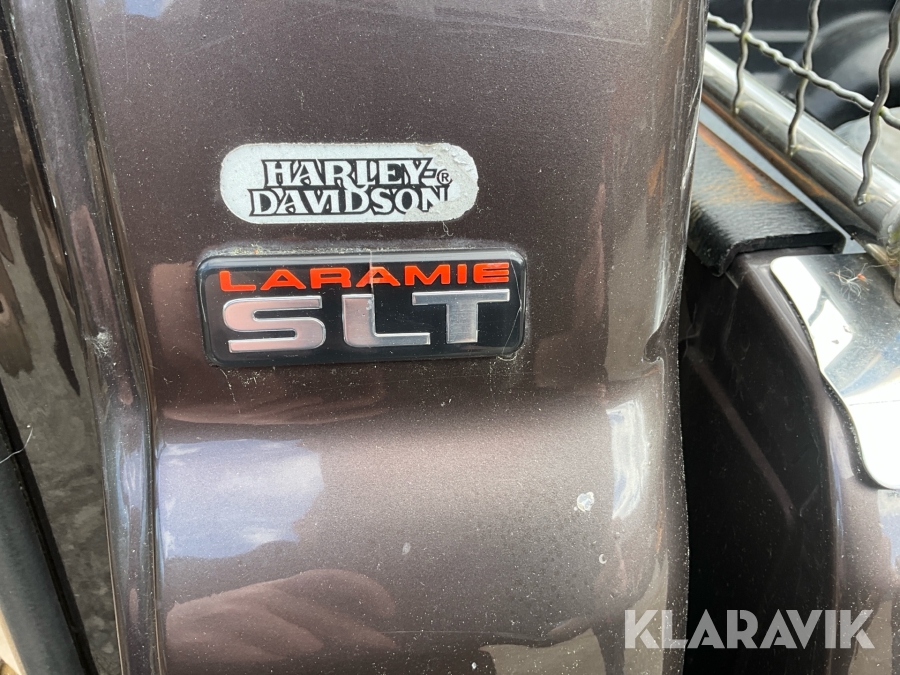 HARLEY-®
DAVIDSON
LARAMIE
SLT
KLARAVIK